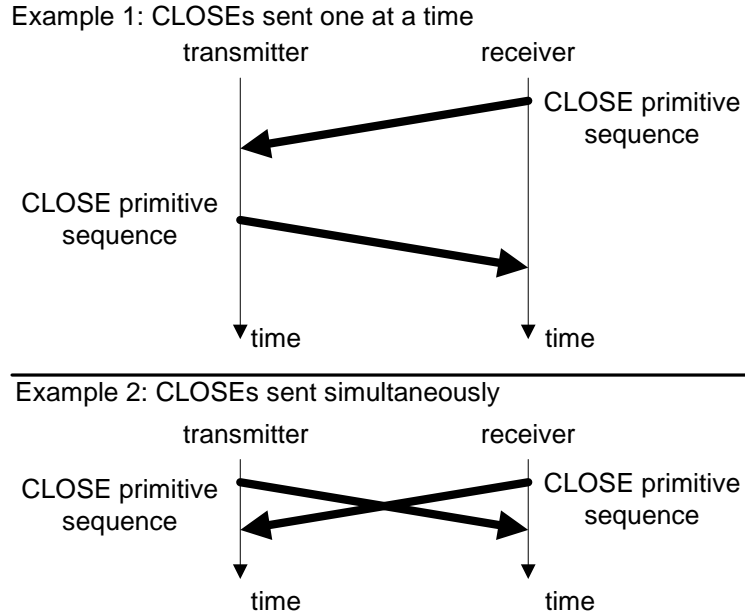 Example 1: CLOSEs sent one at a time
transmitter
receiver
CLOSE primitive
sequence
CLOSE primitive
sequence
time
time
Example 2: CLOSEs sent simultaneously
transmitter
receiver
CLOSE primitive
sequence
CLOSE primitive
sequence
time
time